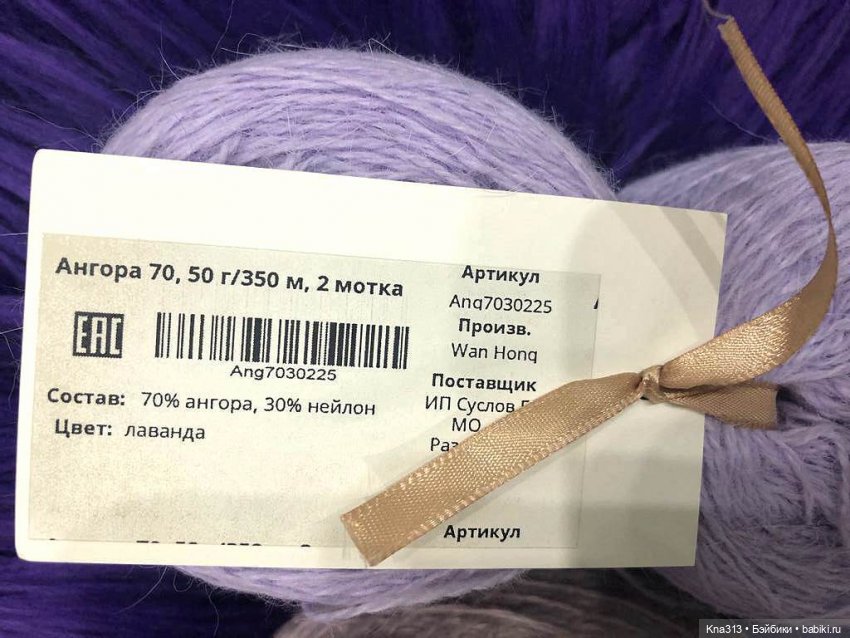 Ангора 70, 50 г/350 м, 2 мотка
EAC
Ang7030225
Состав: 70% ангора, 30% нейлон
Цвет: лаванда
Артикул
Ang7030225
Произв.
Wan Hong
Поставщик
ИП Суслов
МО
Артикул
Kna313 • Бэйбики • babiki.ru